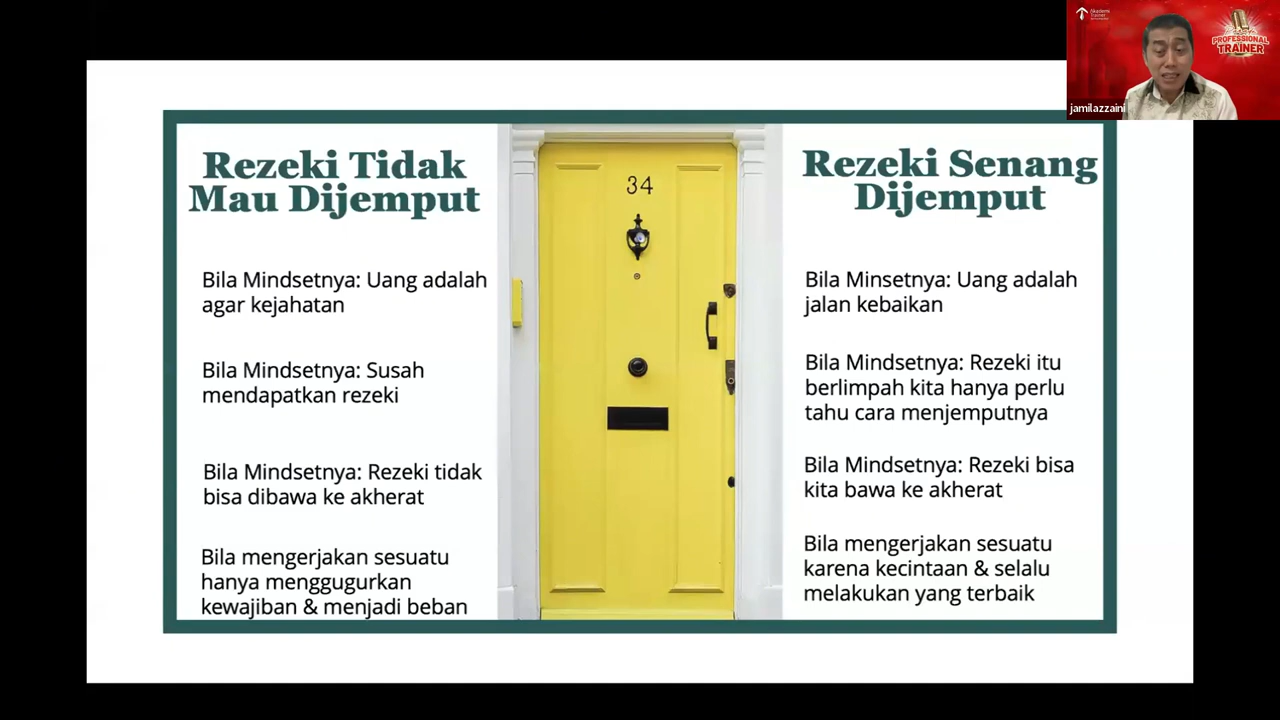 Rezeki Tidak
Mau Dijemput
Bila Mindsetnya: Uang adalah
agar kejahatan
Bila Mindsetnya: Susah
mendapatkan rezeki
Bila Mindsetnya: Rezeki tidak
bisa dibawa ke akherat
Bila mengerjakan sesuatu
hanya menggugurkan
kewajiban & menjadi beban
34
Rezeki Senang
Dijemput
Bila Minsetnya: Uang adalah
jalan kebaikan
Bila Mindsetnya: Rezeki itu
berlimpah kita hanya perlu
tahu cara menjemputnya
Bila Mindsetnya: Rezeki bisa
kita bawa ke akherat
Bila mengerjakan sesuatu
karena kecintaan & selalu
melakukan yang terbaik
Akademi
Trainer
PROFESSIONAL
TRAINER
jamilazzaini